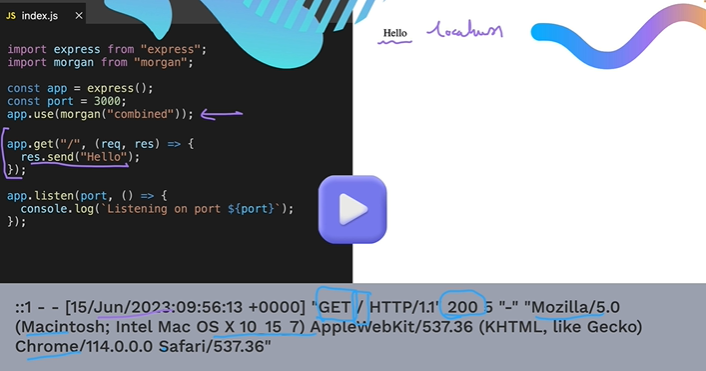 JS index.js ×
import express from "express";
import morgan from "morgan";
const app = express();
const port = 3000;
app.use(morgan("combined"));
app.get("/", (req, res) => {
res.send("Hello");
});
app.listen(port, () => {
console.log(`Listening on port ${port}`);
});
Hello
::1 - - [15/Jun/2023:09:56:13 +0000] "GET / HTTP/1.1" 200 5 "-" "Mozilla/5.0
(Macintosh; Intel Mac OS X 10_15_7) AppleWebKit/537.36 (KHTML, like Gecko)
Chrome/114.0.0.0 Safari/537.36"